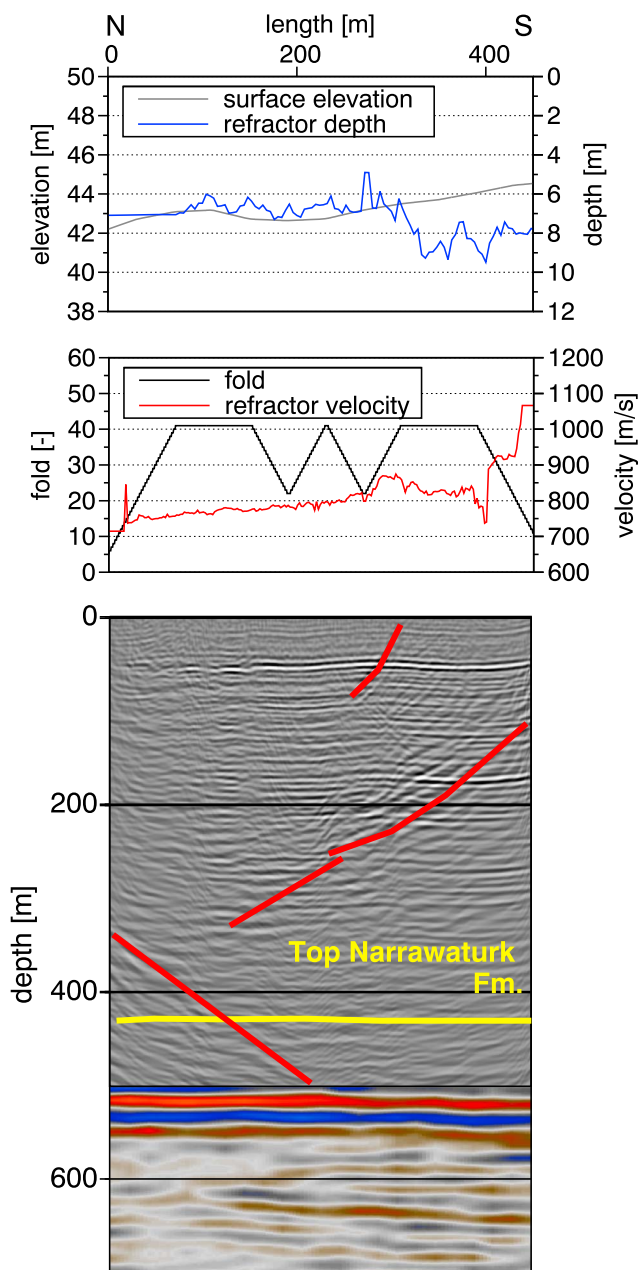 N length [m] S
0 200 400
50 0
48 2
46 4
44 6
42 8
40 10
38 12
elevation [m]
depth [m]
surface elevation
refractor depth
60 1200
50 1100
40 1000
30 900
20 800
10 700
0 600
fold [-]
velocity [m/s]
fold
refractor velocity
0
200
400
600
depth [m]
Top Narrawaturk
Fm.